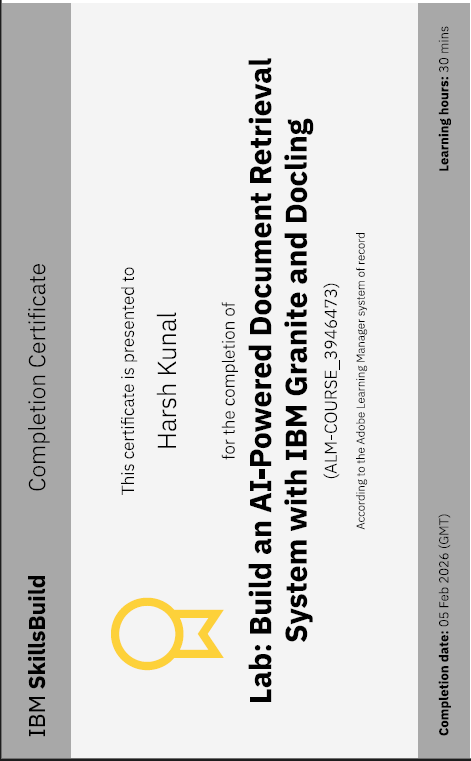 IBM SkillsBuild
Completion Certificate
This certificate is presented to
Harsh Kunal
for the completion of
Lab: Build an AI-Powered Document Retrieval
System with IBM Granite and Docling
(ALM-COURSE_3946473)
According to the Adobe Learning Manager system of record
Completion date: 05 Feb 2026 (GMT)
Learning hours: 30 mins